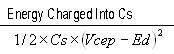 Energy Charged Into Cs
1/2×Cs×(Vcep−Ed)²